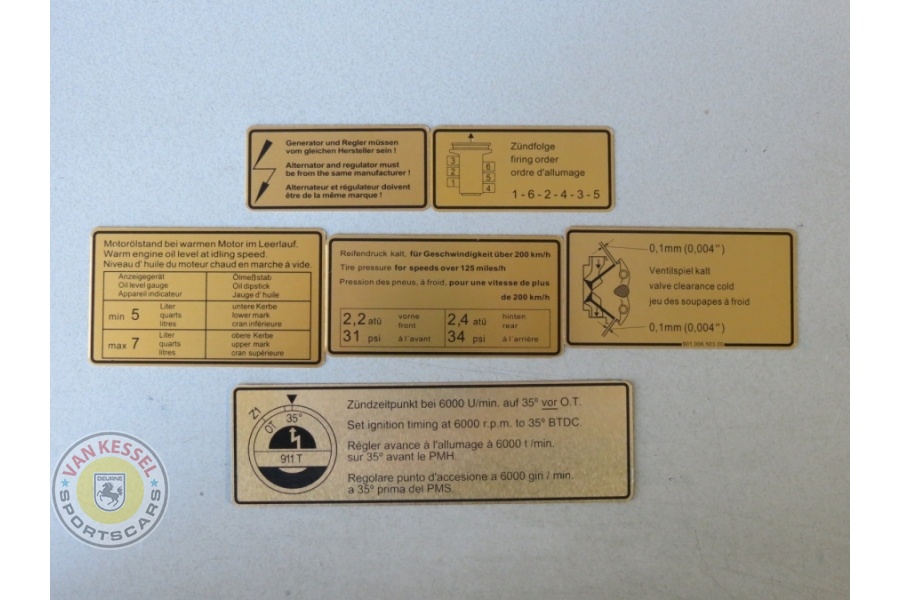 Generator und Regler müssen
vom gleichen Hersteller sein !
Alternator and regulator must
be from the same manufacturer !
Alternateur et régulateur doivent
être de la même marque !
Zündfolge
firing order
ordre d'allumage
1 - 6 - 2 - 4 - 3 - 5
3
2
1
6
5
4
Motorölstand bei warmen Motor im Leerlauf.
Warm engine oil level at idling speed.
Niveau d' huile du moteur chaud en marche à vide.
Anzeigegerät
Oil level gauge
Appareil indicateur
Ölmeßstab
Oil dipstick
Jauge d' huile
min 5
Liter
quarts
litres
untere Kerbe
lower mark
cran inférieure
max 7
Liter
quarts
litres
obere Kerbe
upper mark
cran supérieure
Reifendruck kalt, für Geschwindigkeit über 200 km/h
Tire pressure for speeds over 125 miles/h
Pression des pneus, à froid, pour une vitesse de plus
de 200 km/h
2,2 atü
31 psi
vorne
front
à l'avant
2,4 atü
34 psi
hinten
rear
à l'arrière
0,1mm (0,004")
Ventilspiel kalt
valve clearance cold
jeu des soupapes à froid
0,1mm (0,004")
Z1
OT
35°
911 T
Zündzeitpunkt bei 6000 U/min. auf 35° vor O.T.
Set ignition timing at 6000 r.p.m. to 35° BTDC.
Régler avance à l'allumage à 6000 t /min.
sur 35° avant le PMH.
Regolare punto d'accesione a 6000 giri / min.
a 35° prima del PMS.
VAN KESSEL
DEURNE
SPORTSCARS